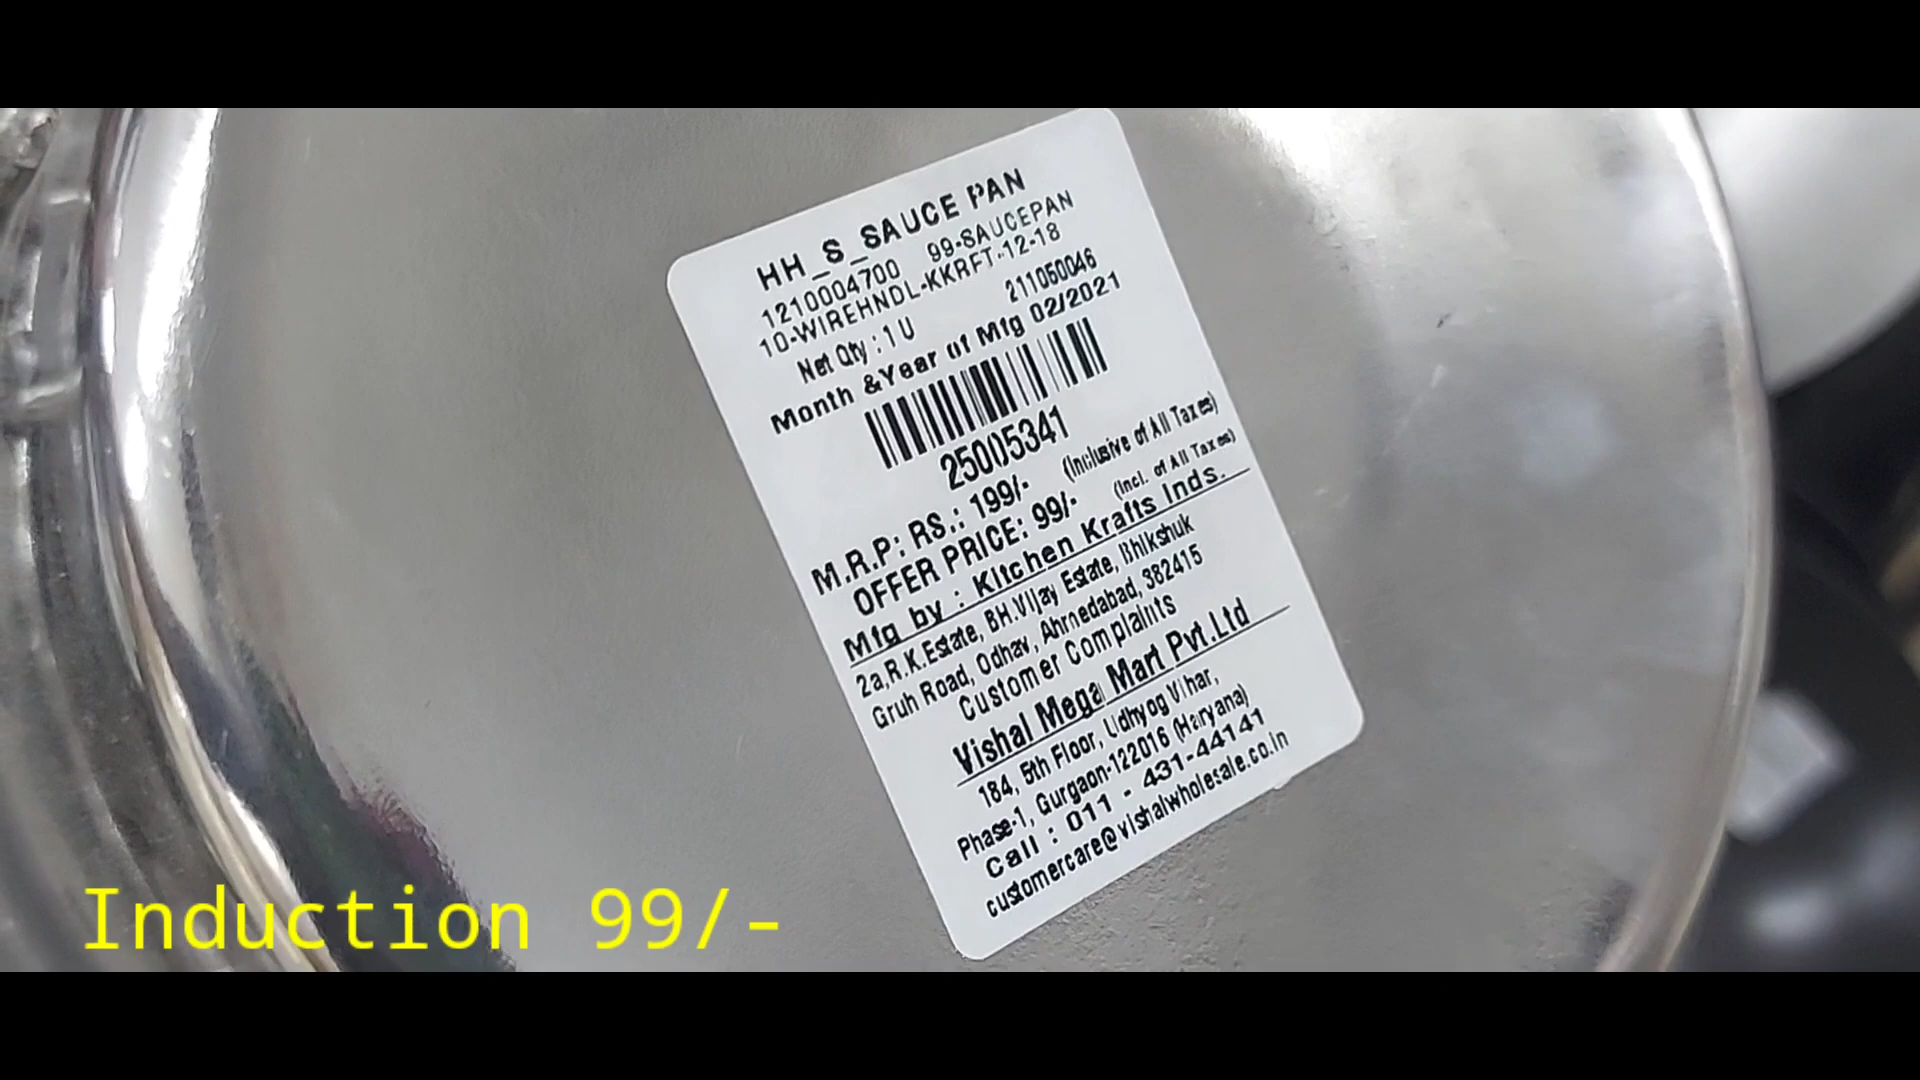 HH_S_SAUCE PAN
1210004700 99-SAUCEPAN
10-WIREHNDL-KKRFT-12-18
Net Qty : 1 U 211050046
Month &Year of Mfg 02/2021
25005341
M.R.P: RS.: 199/- (Inclusive of All Taxes)
OFFER PRICE: 99/- (Incl. of All Taxes)
Mfg by : Kitchen Krafts Inds.
2a,R.K.Estate, BH.Vijay Estate, Bhikshuk
Gruh Road, Odhav, Ahmedabad, 382415
Customer Complaints
Vishal Mega Mart Pvt.Ltd
184, 5th Floor, Udhyog Vihar,
Phase-1, Gurgaon-122016 (Haryana)
Call : 011 - 431-44141
customercare@vishalwholesale.co.in
Induction 99/-